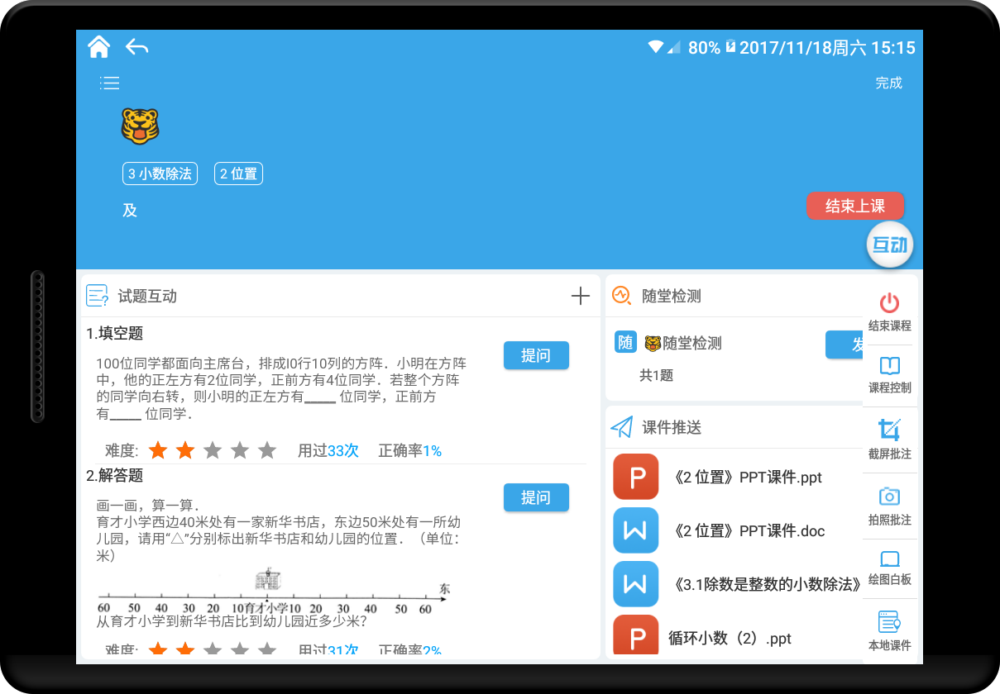 80% 2017/11/18周六 15:15
完成
3 小数除法 2 位置
及
结束上课
互动
试题互动
1.填空题
提问
100位同学都面向主席台，排成l0行10列的方阵．小明在方阵
中，他的正左方有2位同学，正前方有4位同学．若整个方阵
的同学向右转，则小明的正左方有_____ 位同学，正前方
有_____ 位同学．
难度: 用过33次 正确率1%
2.解答题
提问
画一画，算一算．
育才小学西边40米处有一家新华书店，东边50米处有一所幼
儿园，请用“△”分别标出新华书店和幼儿园的位置．（单位：
米）
东
60 50 40 30 20 10育才小学10 20 30 40 50 60
从育才小学到新华书店比到幼儿园近多少米？
难度: 用过31次 正确率2%
随堂检测
随 随堂检测
发
共1题
课件推送
P 《2 位置》PPT课件.ppt
W 《2 位置》PPT课件.doc
W 《3.1除数是整数的小数除法》
P 循环小数（2）.ppt
结束课程
课程控制
截屏批注
拍照批注
绘图白板
本地课件